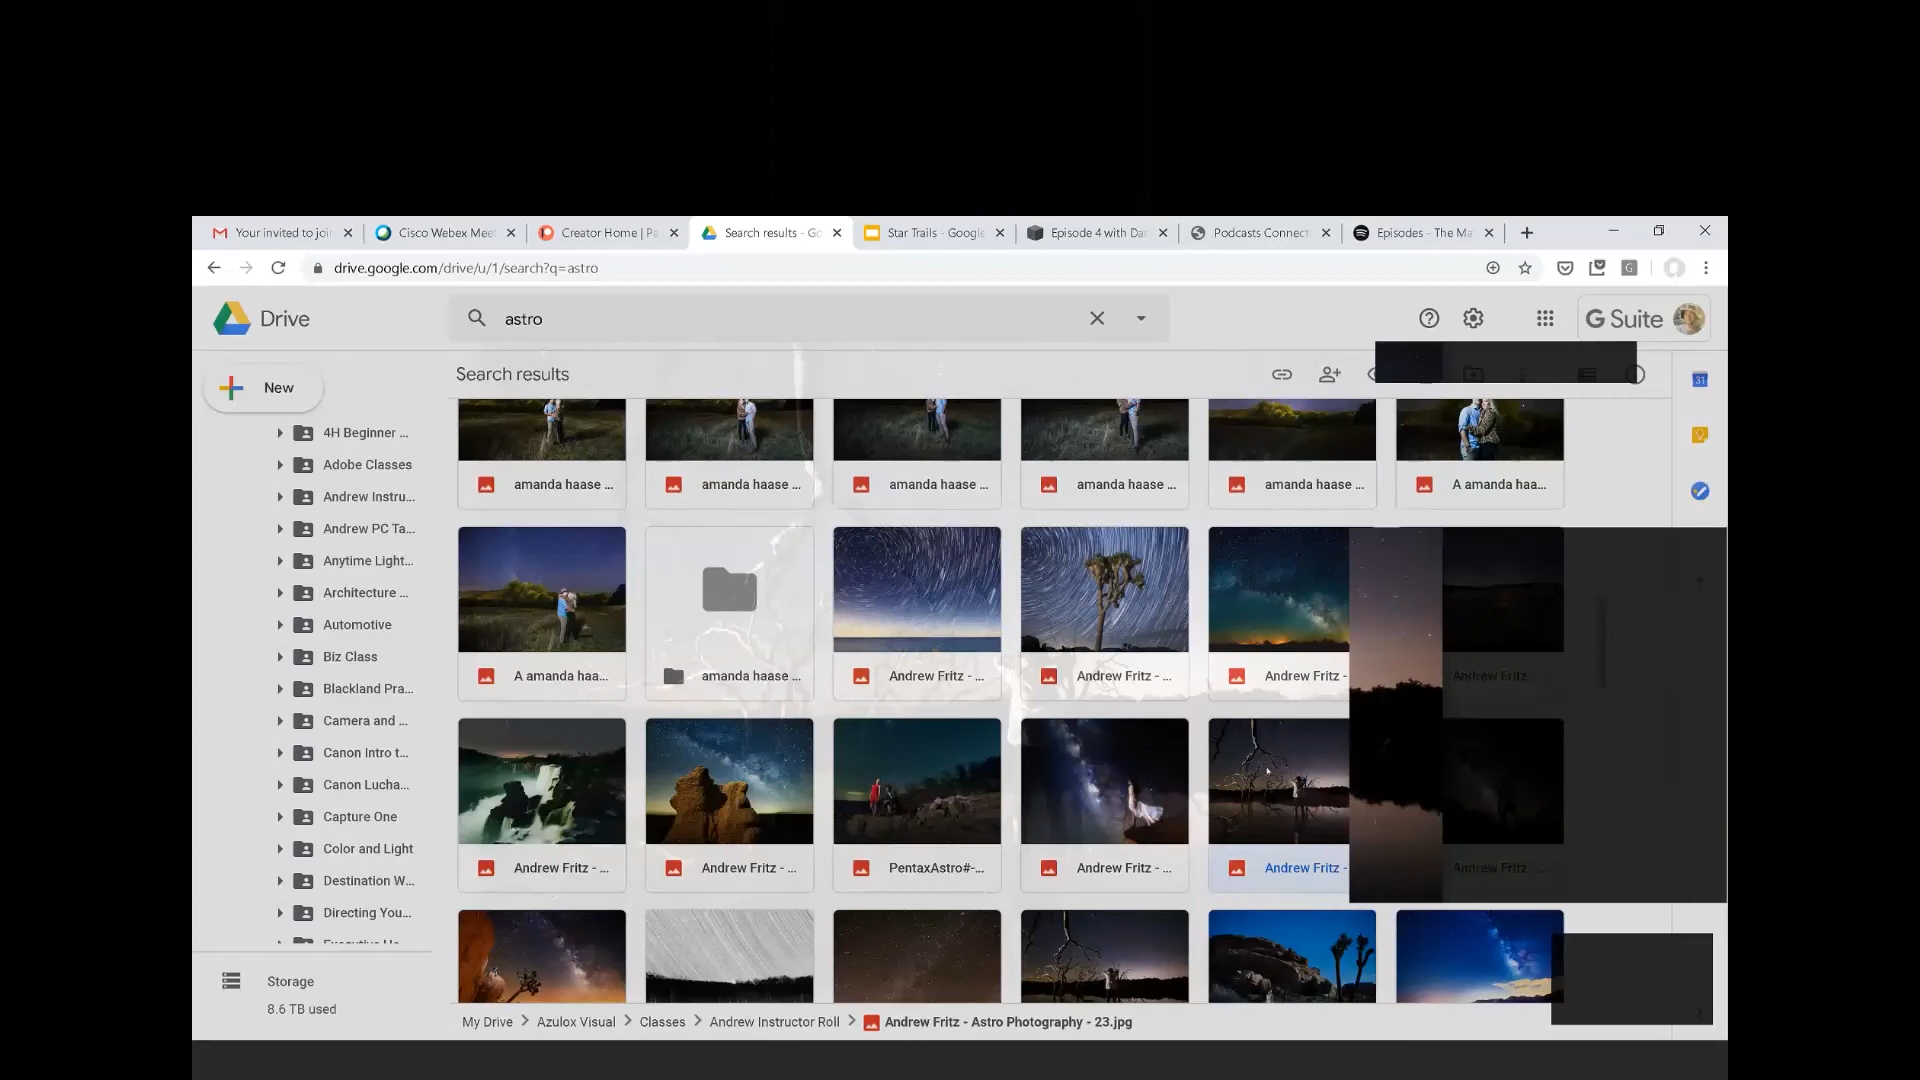 Your invited to joi
Cisco Webex Meet
Creator Home | Pa
Search results - Go
Star Trails - Google
Episode 4 with Dar
Podcasts Connect
Episodes - The Ma
drive.google.com/drive/u/1/search?q=astro
Drive
astro
G Suite
New
Search results
4H Beginner ...
Adobe Classes
Andrew Instru...
Andrew PC Ta...
Anytime Light...
Architecture ...
Automotive
Biz Class
Blackland Pra...
Camera and ...
Canon Intro t...
Canon Lucha...
Capture One
Color and Light
Destination W...
Directing You...
Storage
8.6 TB used
amanda haase ...
amanda haase ...
amanda haase ...
amanda haase ...
amanda haase ...
A amanda haa...
31
A amanda haa...
amanda haase ...
Andrew Fritz - ...
Andrew Fritz - ...
Andrew Fritz -
Andrew Fritz - ...
Andrew Fritz - ...
Andrew Fritz - ...
PentaxAstro#-...
Andrew Fritz - ...
Andrew Fritz -
Andrew Fritz - ...
My Drive > Azulox Visual > Classes > Andrew Instructor Roll > Andrew Fritz - Astro Photography - 23.jpg